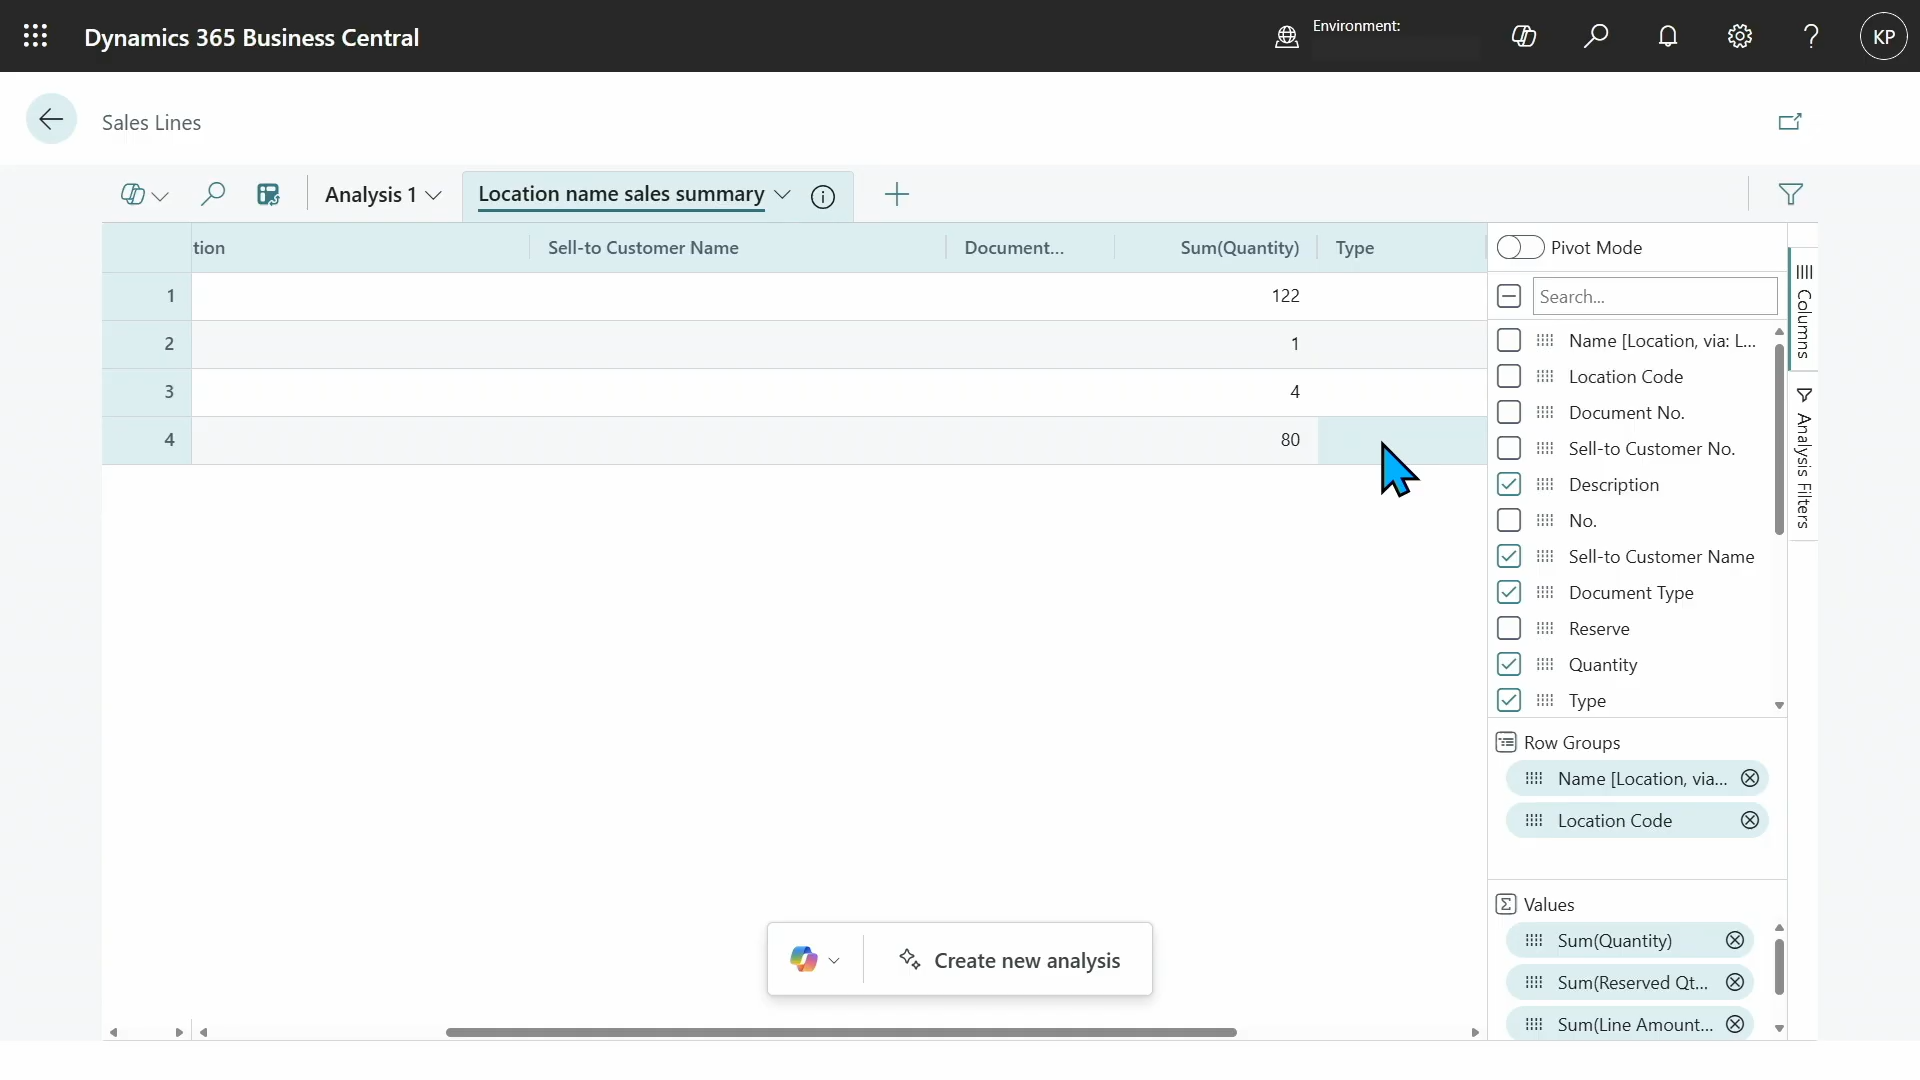 Dynamics 365 Business Central
Environment:
KP
Sales Lines
Analysis 1
Location name sales summary
tion
Sell-to Customer Name
Document...
Sum(Quantity)
Type
1
122
2
1
3
4
4
80
Pivot Mode
Search...
Name [Location, via: L...
Location Code
Document No.
Sell-to Customer No.
Description
No.
Sell-to Customer Name
Document Type
Reserve
Quantity
Type
Columns
Analysis Filters
Row Groups
Name [Location, via...
Location Code
Values
Sum(Quantity)
Sum(Reserved Qt...
Sum(Line Amount...
Create new analysis